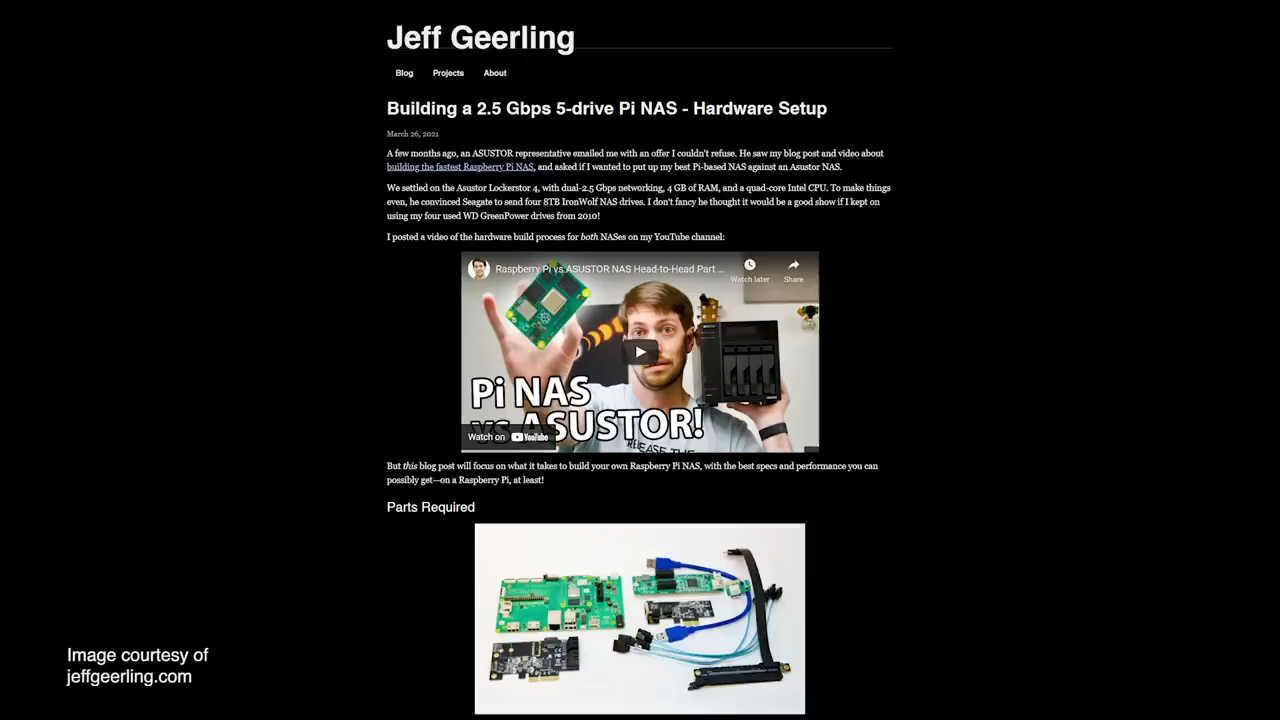 Jeff Geerling
Blog Projects About
Building a 2.5 Gbps 5-drive Pi NAS - Hardware Setup
March 26, 2021
A few months ago, an ASUSTOR representative emailed me with an offer I couldn't refuse. He saw my blog post and video about
building the fastest Raspberry Pi NAS, and asked if I wanted to put up my best Pi-based NAS against an Asustor NAS.
We settled on the Asustor Lockerstor 4, with dual-2.5 Gbps networking, 4 GB of RAM, and a quad-core Intel CPU. To make things
even, he convinced Seagate to send four 8TB IronWolf NAS drives. I don't fancy he thought it would be a good show if I kept on
using my four used WD GreenPower drives from 2010!
I posted a video of the hardware build process for both NASes on my YouTube channel:
Raspberry Pi vs ASUSTOR NAS Head-to-Head Part ...
Watch later Share
Pi NAS
vs ASUSTOR!
RELEASE THE
Watch on YouTube
But this blog post will focus on what it takes to build your own Raspberry Pi NAS, with the best specs and performance you can
possibly get—on a Raspberry Pi, at least!
Parts Required
Image courtesy of
jeffgeerling.com